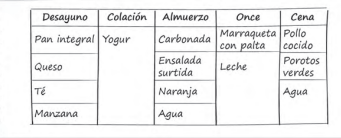 Desayuno Colación Almuerzo Once Cena
Pan integral Yogur Carbonada Marraqueta con palta Pollo cocido
Queso Ensalada surtida Leche Porotos verdes
Té Naranja Agua
Manzana Agua